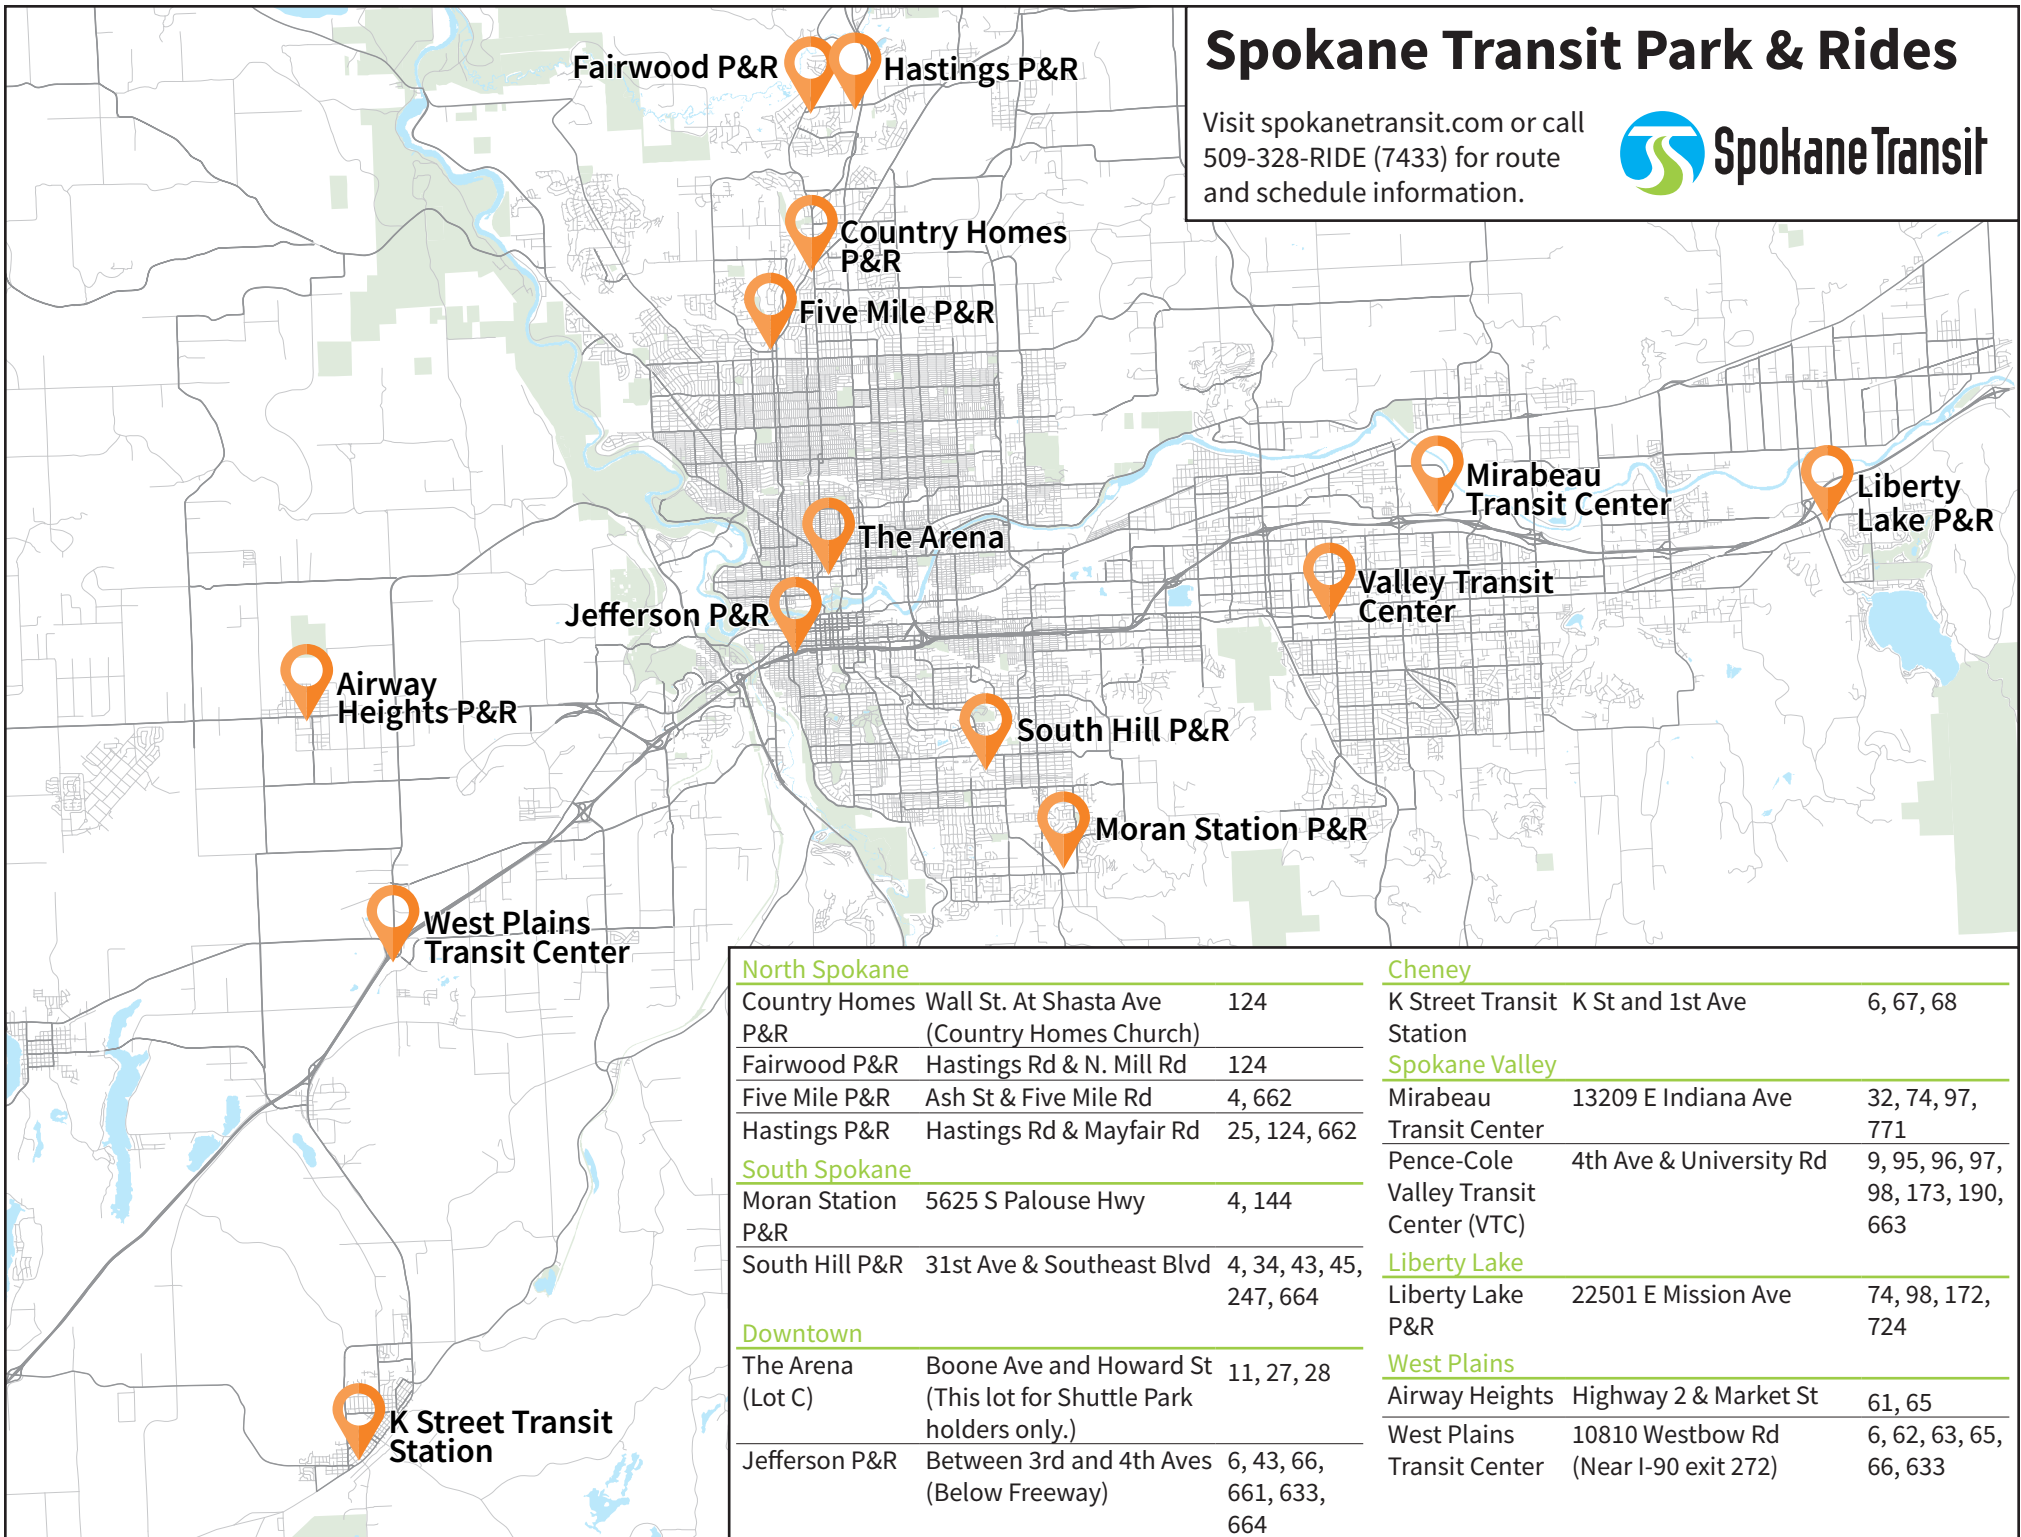 Spokane Transit Park & Rides
Visit spokanetransit.com or call
509-328-RIDE (7433) for route
and schedule information.
Spokane Transit
Fairwood P&R
Hastings P&R
Country Homes
P&R
Five Mile P&R
Mirabeau
Transit Center
Liberty
Lake P&R
The Arena
Valley Transit
Center
Jefferson P&R
Airway
Heights P&R
South Hill P&R
Moran Station P&R
West Plains
Transit Center
K Street Transit
Station
North Spokane
Country Homes Wall St. At Shasta Ave 124
P&R (Country Homes Church)
Fairwood P&R Hastings Rd & N. Mill Rd 124
Five Mile P&R Ash St & Five Mile Rd 4, 662
Hastings P&R Hastings Rd & Mayfair Rd 25, 124, 662
South Spokane
Moran Station 5625 S Palouse Hwy 4, 144
P&R
South Hill P&R 31st Ave & Southeast Blvd 4, 34, 43, 45,
247, 664
Downtown
The Arena Boone Ave and Howard St 11, 27, 28
(Lot C) (This lot for Shuttle Park
holders only.)
Jefferson P&R Between 3rd and 4th Aves 6, 43, 66,
(Below Freeway) 661, 633,
664
Cheney
K Street Transit K St and 1st Ave 6, 67, 68
Station
Spokane Valley
Mirabeau 13209 E Indiana Ave 32, 74, 97,
Transit Center 771
Pence-Cole 4th Ave & University Rd 9, 95, 96, 97,
Valley Transit 98, 173, 190,
Center (VTC) 663
Liberty Lake
Liberty Lake 22501 E Mission Ave 74, 98, 172,
P&R 724
West Plains
Airway Heights Highway 2 & Market St 61, 65
West Plains 10810 Westbow Rd 6, 62, 63, 65,
Transit Center (Near I-90 exit 272) 66, 633